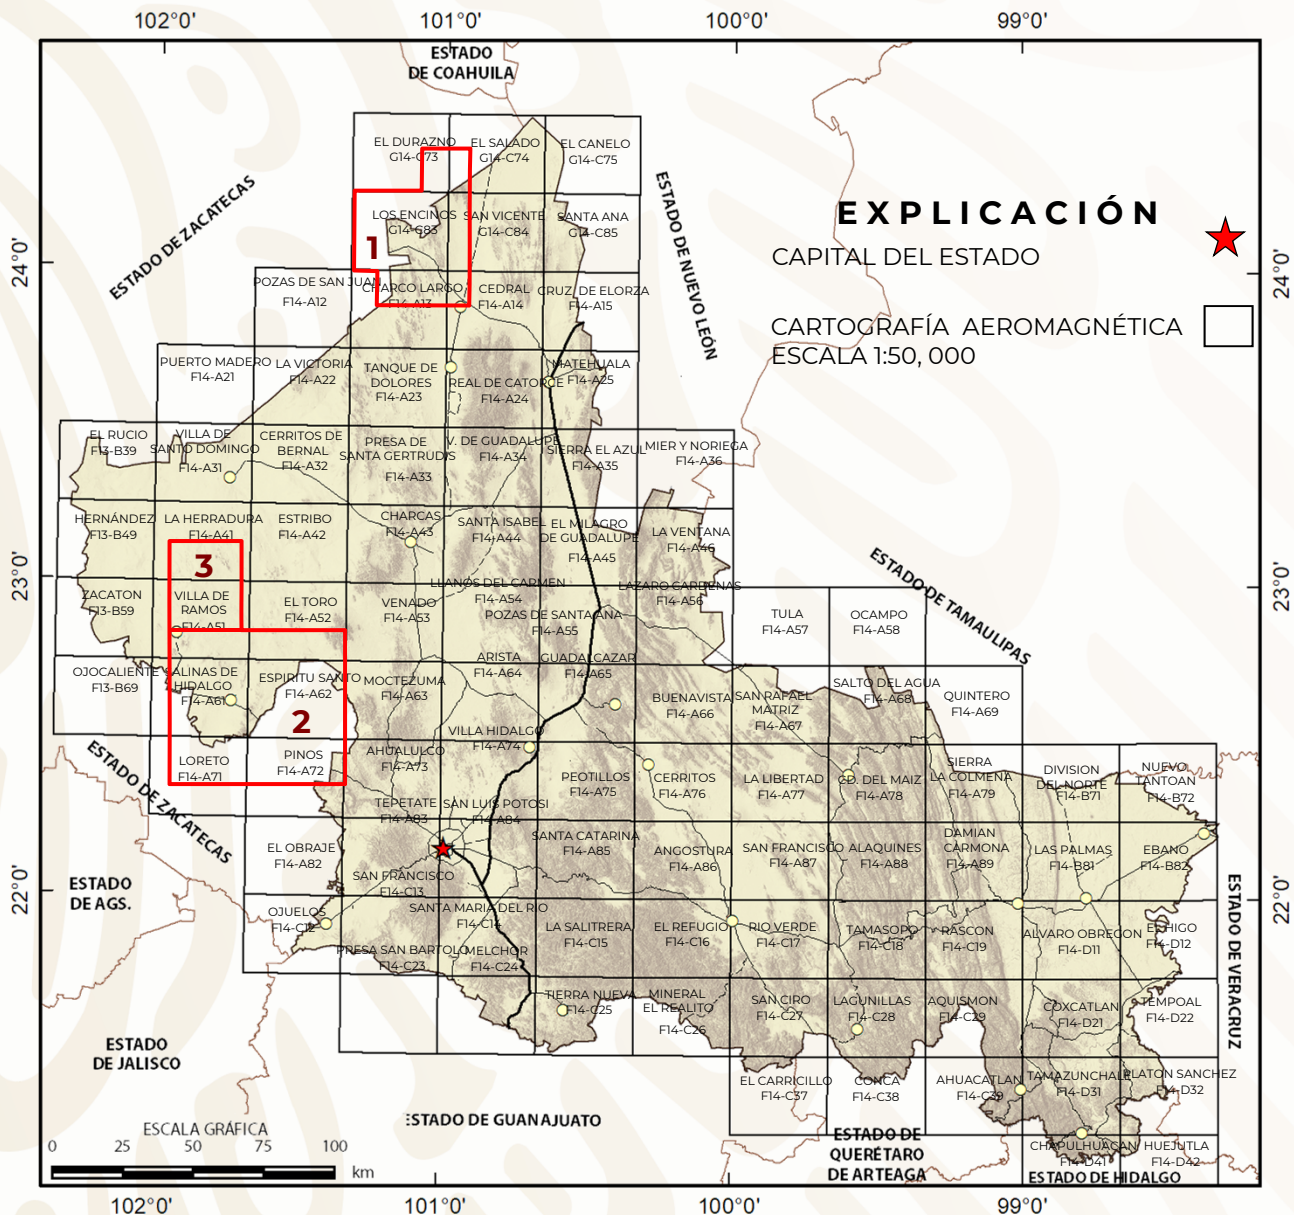 102°0'
101°0'
100°0'
99°0'
ESTADO
DE COAHUILA
EL DURAZNO
G14-C73
EL SALADO
G14-C74
EL CANELO
G14-C75
ESTADO DE ZACATECAS
ESTADO DE NUEVO LEÓN
EXPLICACIÓN
CAPITAL DEL ESTADO
CARTOGRAFÍA AEROMAGNÉTICA
ESCALA 1:50, 000
LOS ENCINOS
G14-C83
SAN VICENTE
G14-C84
SANTA ANA
G14-C85
1
24°0'
24°0'
POZAS DE SAN JUAN
F14-A12
CHARCO LARGO
F14-A13
CEDRAL
F14-A14
CRUZ. DE ELORZA
F14-A15
PUERTO MADERO
F14-A21
LA VICTORIA
F14-A22
TANQUE DE
DOLORES
F14-A23
REAL DE CATORCE
F14-A24
MATEHUALA
F14-A25
EL RUCIO
F13-B39
VILLA DE
SANTO DOMINGO
F14-A31
CERRITOS DE
BERNAL
F14-A32
PRESA DE
SANTA GERTRUDIS
F14-A33
V. DE GUADALUPE
F14-A34
SIERRA EL AZUL
F14-A35
MIER Y NORIEGA
F14-A36
HERNÁNDEZ
F13-B49
LA HERRADURA
F14-A41
ESTRIBO
F14-A42
CHARCAS
F14-A43
SANTA ISABEL
F14-A44
EL MILAGRO
DE GUADALUPE
F14-A45
LA VENTANA
F14-A46
3
23°0'
23°0'
ZACATON
F13-B59
VILLA DE
RAMOS
F14-A51
EL TORO
F14-A52
VENADO
F14-A53
LLANOS DEL CARMEN
F14-A54
POZAS DE SANTA ANA
F14-A55
LAZARO CARDENAS
F14-A56
TULA
F14-A57
OCAMPO
F14-A58
ESTADO DE TAMAULIPAS
OJOCALIENTE
F13-B69
SALINAS DE
HIDALGO
F14-A61
ESPIRITU SANTO
F14-A62
MOCTEZUMA
F14-A63
ARISTA
F14-A64
GUADALCAZAR
F14-A65
BUENAVISTA
F14-A66
SAN RAFAEL
MATRIZ
F14-A67
SALTO DEL AGUA
F14-A68
QUINTERO
F14-A69
2
LORETO
F14-A71
PINOS
F14-A72
AHUALULCO
F14-A73
VILLA HIDALGO
F14-A74
PEOTILLOS
F14-A75
CERRITOS
F14-A76
LA LIBERTAD
F14-A77
CD. DEL MAIZ
F14-A78
SIERRA
LA COLMENA
F14-A79
DIVISION
DEL NORTE
F14-B71
NUEVO
TANTOAN
F14-B72
ESTADO DE ZACATECAS
EL OBRAJE
F14-A82
TEPETATE
F14-A83
SAN LUIS POTOSI
F14-A84
SANTA CATARINA
F14-A85
ANGOSTURA
F14-A86
SAN FRANCISCO
F14-A87
ALAQUINES
F14-A88
DAMIAN
CARMONA
F14-A89
LAS PALMAS
F14-B81
EBANO
F14-B82
22°0'
22°0'
ESTADO
DE AGS.
OJUELOS
F14-C12
SAN FRANCISCO
F14-C13
SANTA MARIA DEL RIO
F14-C14
LA SALITRERA
F14-C15
EL REFUGIO
F14-C16
RIO VERDE
F14-C17
TAMASOPO
F14-C18
RASCON
F14-C19
ALVARO OBREGON
F14-D11
EL HIGO
F14-D12
ESTADO DE VERACRUZ
PRESA SAN BARTOLO
F14-C23
MELCHOR
F14-C24
TIERRA NUEVA
F14-C25
MINERAL
EL REALITO
F14-C26
SAN CIRO
F14-C27
LAGUNILLAS
F14-C28
AQUISMON
F14-C29
COXCATLAN
F14-D21
TEMPOAL
F14-D22
ESTADO
DE JALISCO
EL CARRICILLO
F14-C37
CONCA
F14-C38
AHUACATLAN
F14-C39
TAMAZUNCHALE
F14-D31
PLATON SANCHEZ
F14-D32
ESTADO DE GUANAJUATO
ESTADO DE
QUERÉTARO
DE ARTEAGA
CHAPULHUACAN
F14-D41
HUEJUTLA
F14-D42
ESTADO DE HIDALGO
ESCALA GRÁFICA
0 25 50 75 100
km
102°0'
101°0'
100°0'
99°0'